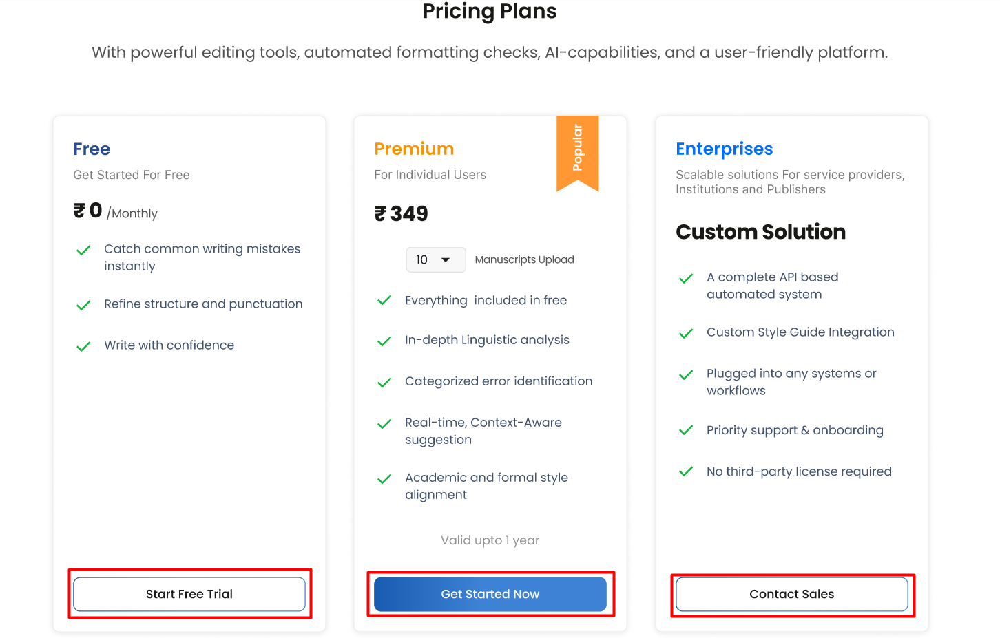 Pricing Plans
With powerful editing tools, automated formatting checks, AI-capabilities, and a user-friendly platform.
Free
Get Started For Free
₹ 0 /Monthly
Catch common writing mistakes
instantly
Refine structure and punctuation
Write with confidence
Start Free Trial
Popular
Premium
For Individual Users
₹ 349
10 Manuscripts Upload
Everything  included in free
In-depth Linguistic analysis
Categorized error identification
Real-time, Context-Aware
suggestion
Academic and formal style
alignment
Valid upto 1 year
Get Started Now
Enterprises
Scalable solutions For service providers,
Institutions and Publishers
Custom Solution
A complete API based
automated system
Custom Style Guide Integration
Plugged into any systems or
workflows
Priority support & onboarding
No third-party license required
Contact Sales